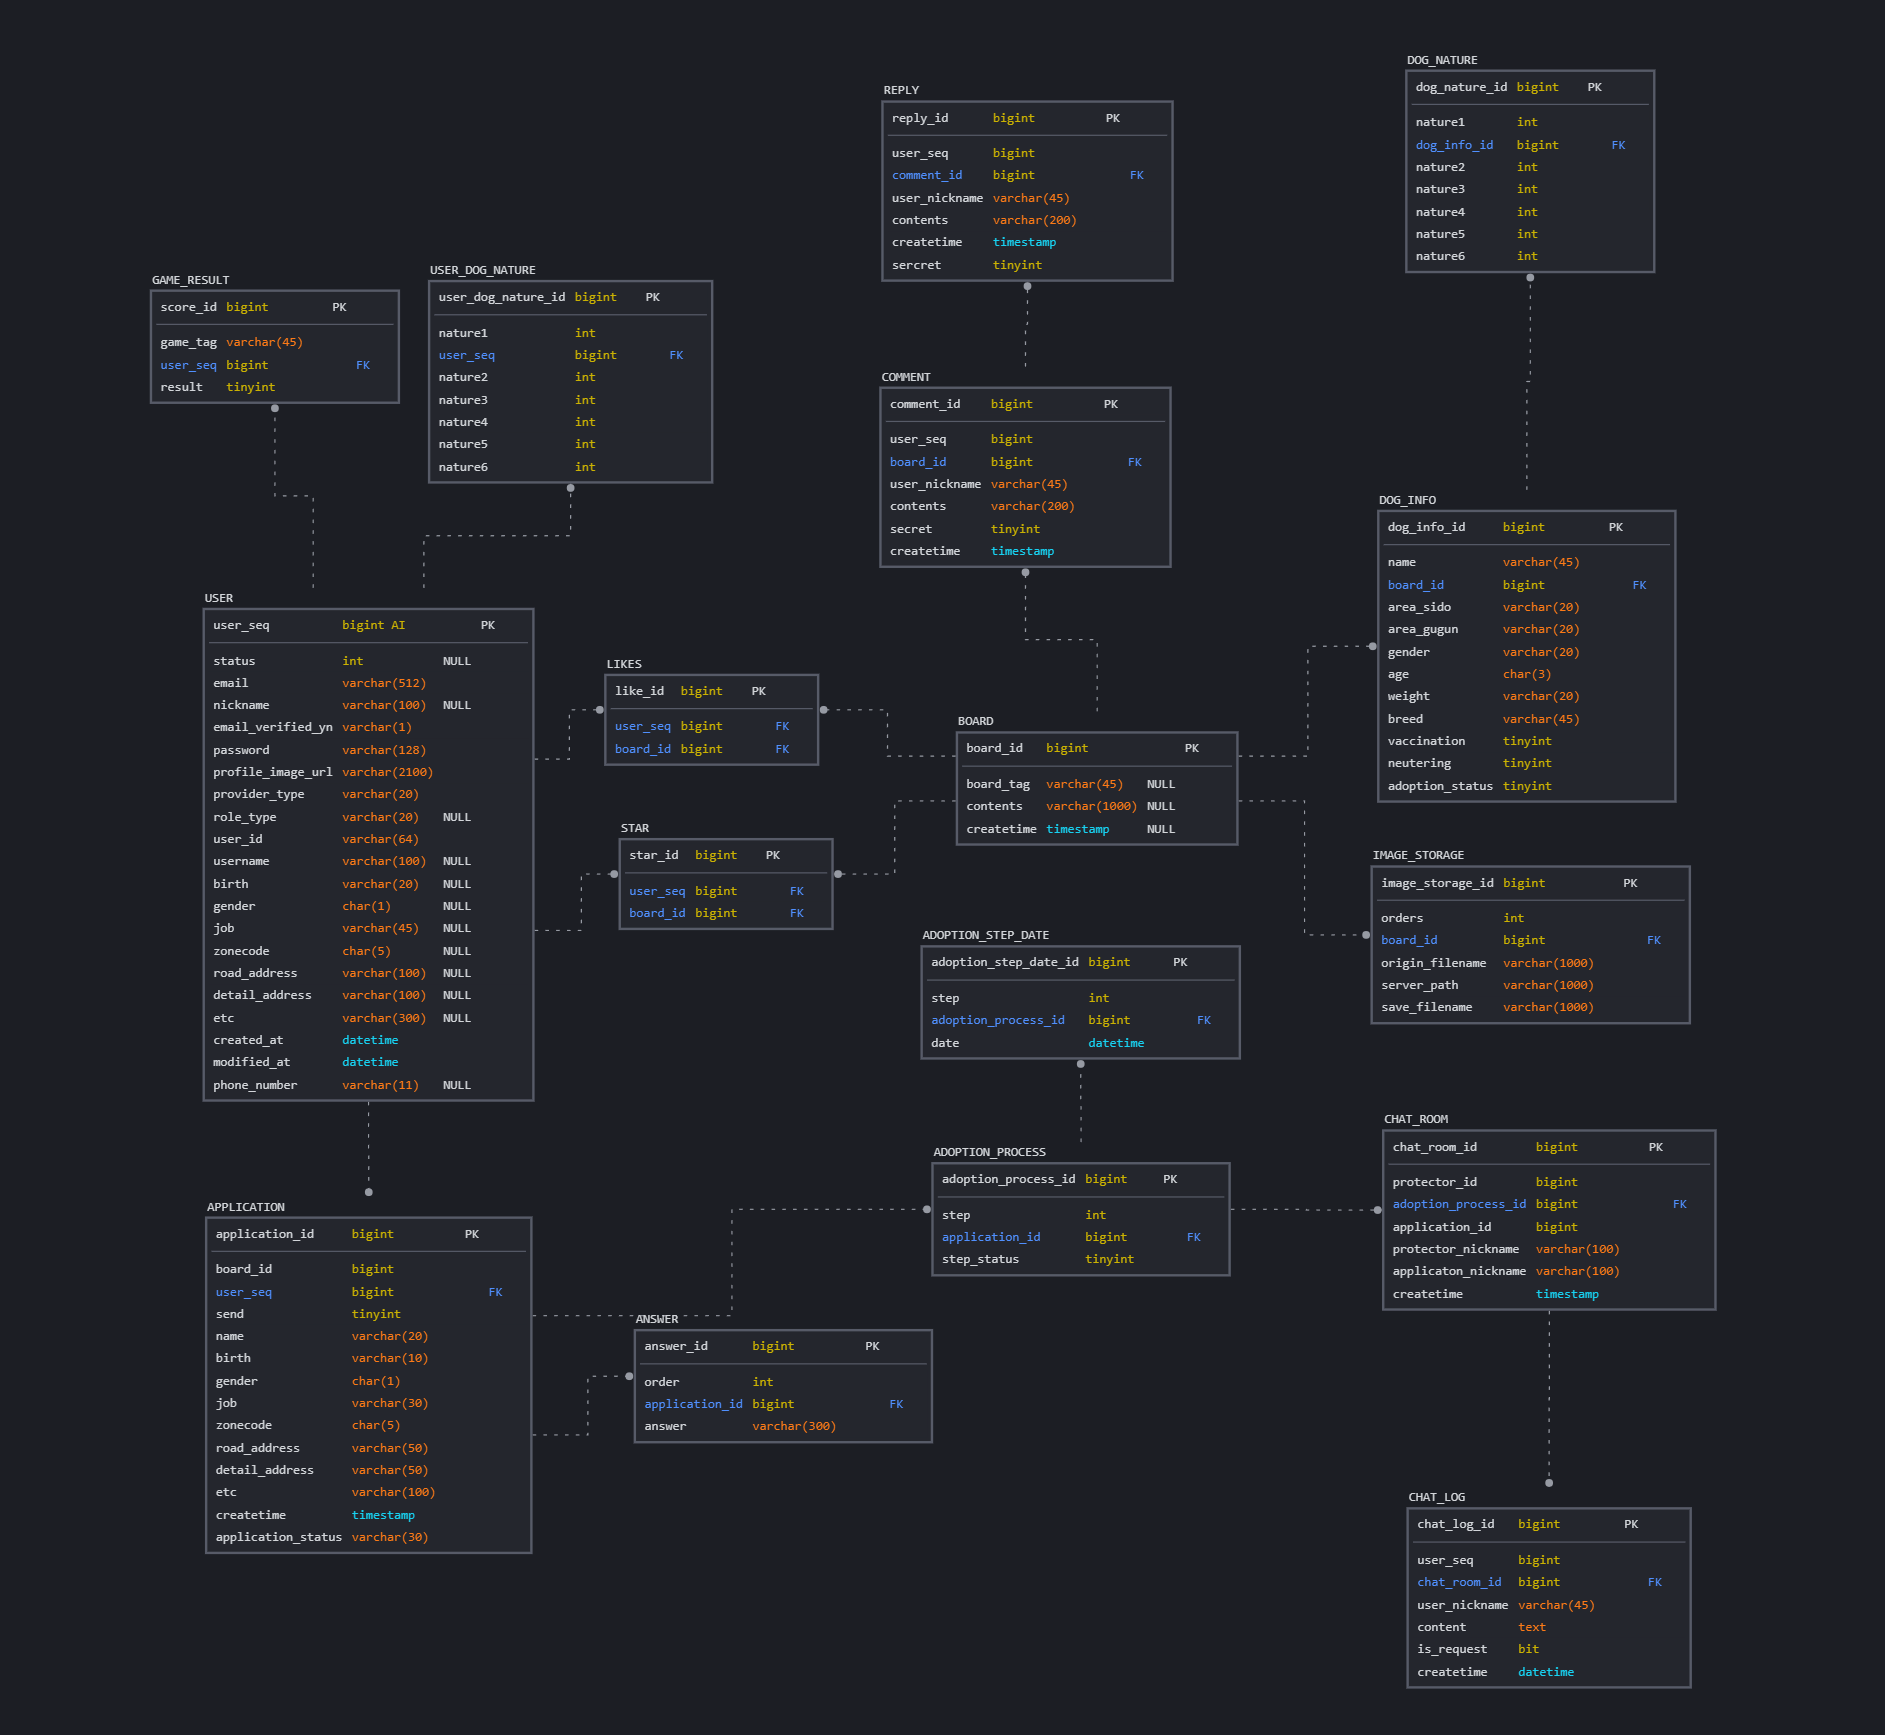 DOG_NATURE
dog_nature_id bigint PK
nature1 int
dog_info_id bigint FK
nature2 int
nature3 int
nature4 int
nature5 int
nature6 int
REPLY
reply_id bigint PK
user_seq bigint
comment_id bigint FK
user_nickname varchar(45)
contents varchar(200)
createtime timestamp
sercret tinyint
USER_DOG_NATURE
user_dog_nature_id bigint PK
nature1 int
user_seq bigint FK
nature2 int
nature3 int
nature4 int
nature5 int
nature6 int
GAME_RESULT
score_id bigint PK
game_tag varchar(45)
user_seq bigint FK
result tinyint
COMMENT
comment_id bigint PK
user_seq bigint
board_id bigint FK
user_nickname varchar(45)
contents varchar(200)
secret tinyint
createtime timestamp
DOG_INFO
dog_info_id bigint PK
name varchar(45)
board_id bigint FK
area_sido varchar(20)
area_gugun varchar(20)
gender varchar(20)
age char(3)
weight varchar(20)
breed varchar(45)
vaccination tinyint
neutering tinyint
adoption_status tinyint
USER
user_seq bigint AI PK
status int NULL
email varchar(512)
nickname varchar(100) NULL
email_verified_yn varchar(1)
password varchar(128)
profile_image_url varchar(2100)
provider_type varchar(20)
role_type varchar(20) NULL
user_id varchar(64)
username varchar(100) NULL
birth varchar(20) NULL
gender char(1) NULL
job varchar(45) NULL
zonecode char(5) NULL
road_address varchar(100) NULL
detail_address varchar(100) NULL
etc varchar(300) NULL
created_at datetime
modified_at datetime
phone_number varchar(11) NULL
LIKES
like_id bigint PK
user_seq bigint FK
board_id bigint FK
BOARD
board_id bigint PK
board_tag varchar(45) NULL
contents varchar(1000) NULL
createtime timestamp NULL
STAR
star_id bigint PK
user_seq bigint FK
board_id bigint FK
IMAGE_STORAGE
image_storage_id bigint PK
orders int
board_id bigint FK
origin_filename varchar(1000)
server_path varchar(1000)
save_filename varchar(1000)
ADOPTION_STEP_DATE
adoption_step_date_id bigint PK
step int
adoption_process_id bigint FK
date datetime
CHAT_ROOM
chat_room_id bigint PK
protector_id bigint
adoption_process_id bigint FK
application_id bigint
protector_nickname varchar(100)
applicaton_nickname varchar(100)
createtime timestamp
ADOPTION_PROCESS
adoption_process_id bigint PK
step int
application_id bigint FK
step_status tinyint
APPLICATION
application_id bigint PK
board_id bigint
user_seq bigint FK
send tinyint
name varchar(20)
birth varchar(10)
gender char(1)
job varchar(30)
zonecode char(5)
road_address varchar(50)
detail_address varchar(50)
etc varchar(100)
createtime timestamp
application_status varchar(30)
ANSWER
answer_id bigint PK
order int
application_id bigint FK
answer varchar(300)
CHAT_LOG
chat_log_id bigint PK
user_seq bigint
chat_room_id bigint FK
user_nickname varchar(45)
content text
is_request bit
createtime datetime